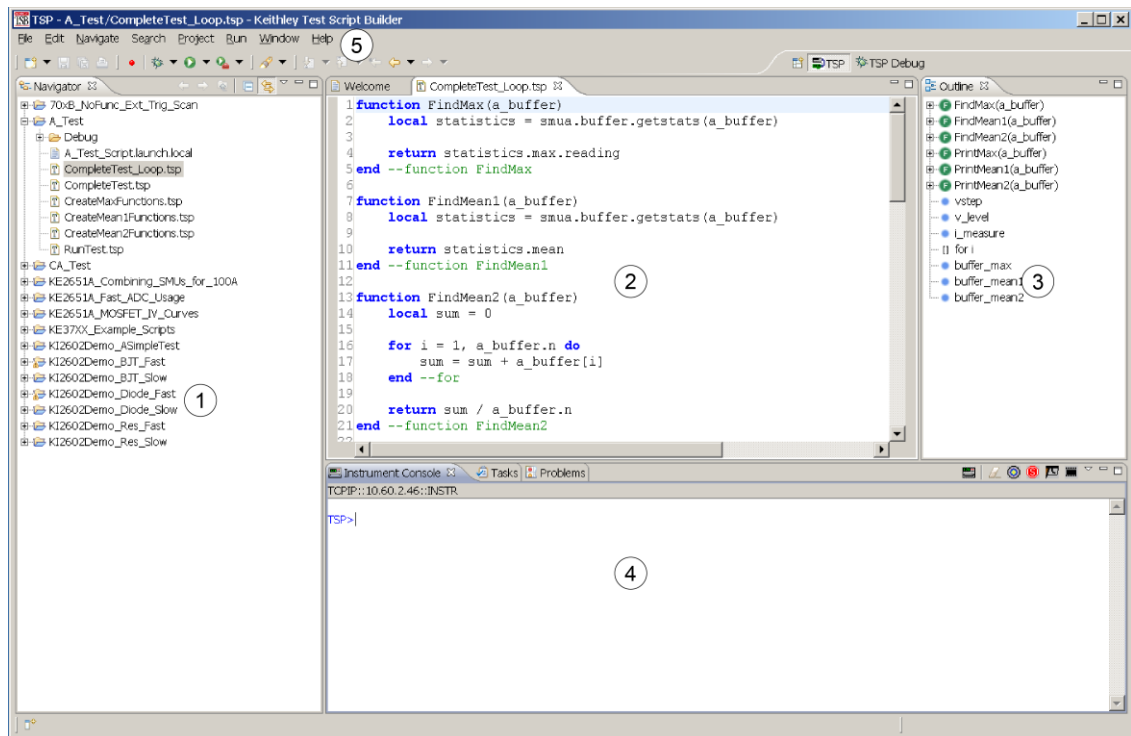 TSP - A_Test/CompleteTest_Loop.tsp - Keithley Test Script Builder
File Edit Navigate Search Project Run Window Help
5
TSP TSP Debug
Navigator
70xB_NoFunc_Ext_Trig_Scan
A_Test
Debug
A_Test_Script.launch.local
CompleteTest_Loop.tsp
CompleteTest.tsp
CreateMaxFunctions.tsp
CreateMean1Functions.tsp
CreateMean2Functions.tsp
RunTest.tsp
CA_Test
KE2651A_Combining_SMUs_for_100A
KE2651A_Fast_ADC_Usage
KE2651A_MOSFET_IV_Curves
KE37XX_Example_Scripts
KI2602Demo_ASimpleTest
KI2602Demo_BJT_Fast
KI2602Demo_BJT_Slow
KI2602Demo_Diode_Fast
KI2602Demo_Diode_Slow
KI2602Demo_Res_Fast
KI2602Demo_Res_Slow
1
Welcome CompleteTest_Loop.tsp
1 function FindMax(a_buffer)
2 local statistics = smua.buffer.getstats(a_buffer)
3
4 return statistics.max.reading
5 end --function FindMax
6
7 function FindMean1(a_buffer)
8 local statistics = smua.buffer.getstats(a_buffer)
9
10 return statistics.mean
11 end --function FindMean1
12
13 function FindMean2(a_buffer)
14 local sum = 0
15
16 for i = 1, a_buffer.n do
17 sum = sum + a_buffer[i]
18 end --for
19
20 return sum / a_buffer.n
21 end --function FindMean2
22
2
Outline
FindMax(a_buffer)
FindMean1(a_buffer)
FindMean2(a_buffer)
PrintMax(a_buffer)
PrintMean1(a_buffer)
PrintMean2(a_buffer)
vstep
v_level
i_measure
for i
buffer_max
buffer_mean1
buffer_mean2
3
Instrument Console Tasks Problems
TCPIP::10.60.2.46::INSTR
TSP>
4